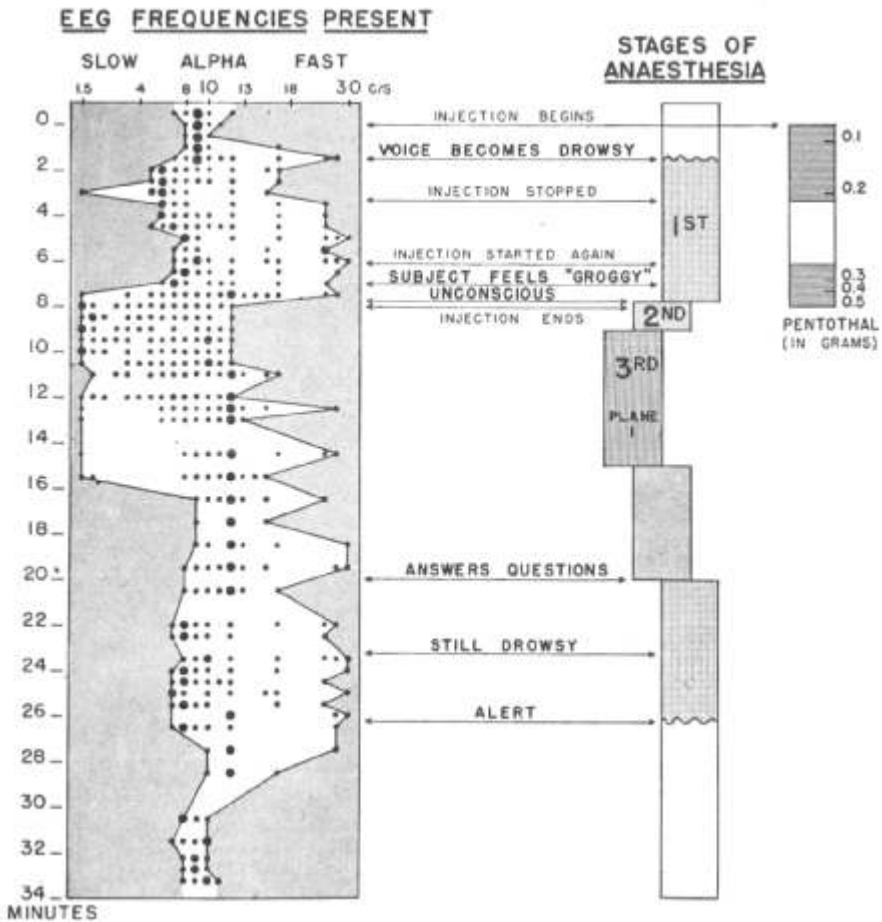 EEG FREQUENCIES PRESENT
SLOW ALPHA FAST
1.5 4 8 10 13 18 30 C/S
STAGES OF
ANAESTHESIA
0
INJECTION BEGINS
0.1
2
VOICE BECOMES DROWSY
INJECTION STOPPED
0.2
4
1ST
6
INJECTION STARTED AGAIN
SUBJECT FEELS "GROGGY"
0.3
0.4
0.5
8
UNCONSCIOUS
INJECTION ENDS
2ND
PENTOTHAL
(IN GRAMS)
10
3RD
12
PLANE
1
14
16
18
20
ANSWERS QUESTIONS
22
24
STILL DROWSY
26
ALERT
28
30
32
34
MINUTES